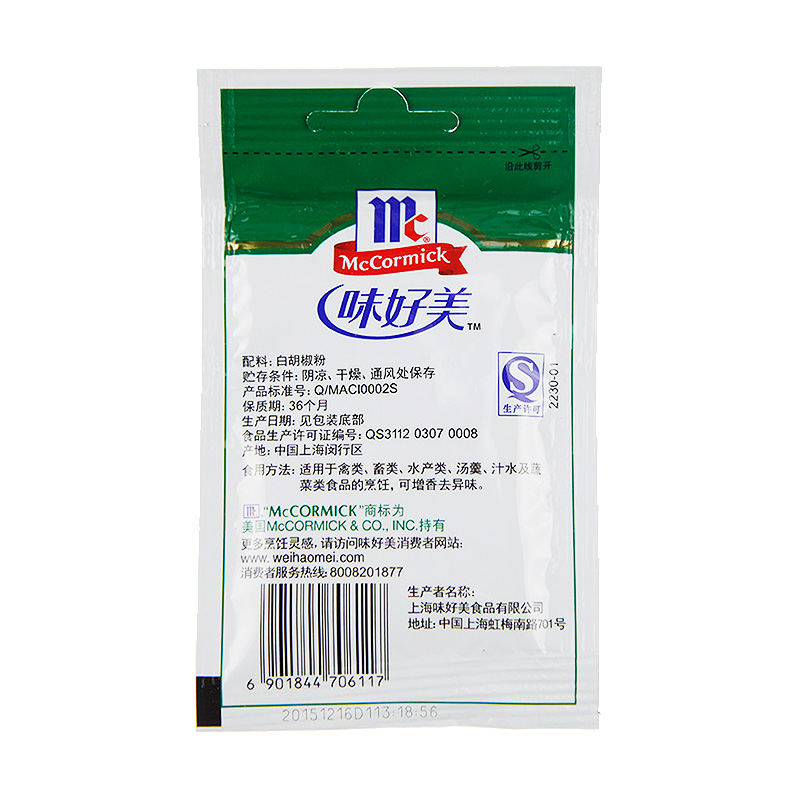 沿此线剪开
mc®
McCormick
味好美™
配料: 白胡椒粉
贮存条件: 阴凉、干燥、通风处保存
产品标准号: Q/MACI0002S
保质期: 36个月
生产日期: 见包装底部
食品生产许可证编号: QS3112 0307 0008
产地: 中国上海闵行区
食用方法: 适用于禽类、畜类、水产类、汤羹、汁水及蔬
菜类食品的烹饪, 可增香去异味。
QS
生产许可
2230-01
mc,"McCORMICK"商标为
美国McCORMICK & CO., INC.持有
更多烹饪灵感, 请访问味好美消费者网站:
www. weihaomei.com
消费者服务热线: 8008201877
生产者名称:
上海味好美食品有限公司
地址: 中国上海虹梅南路701号
6 901844 706117
20151216D113:18:56